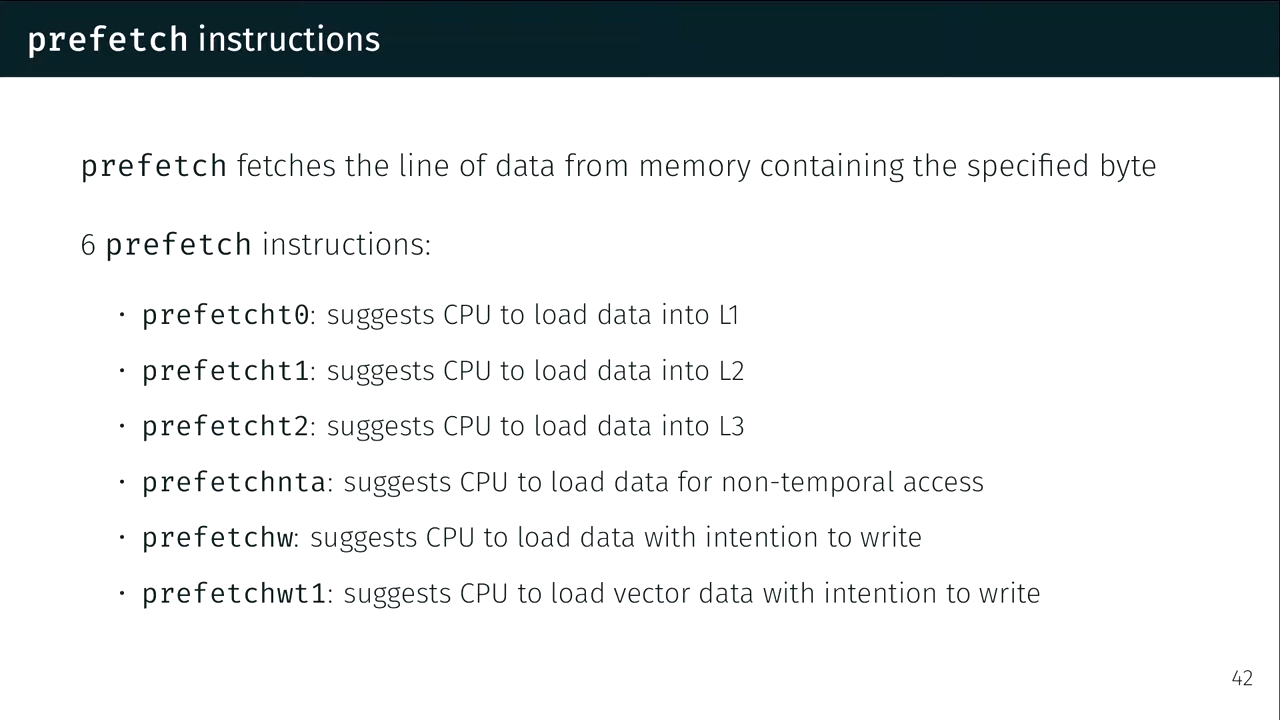 prefetch instructions
prefetch fetches the line of data from memory containing the specified byte
6 prefetch instructions:
· prefetcht0: suggests CPU to load data into L1
· prefetcht1: suggests CPU to load data into L2
· prefetcht2: suggests CPU to load data into L3
· prefetchnta: suggests CPU to load data for non-temporal access
· prefetchw: suggests CPU to load data with intention to write
· prefetchwt1: suggests CPU to load vector data with intention to write
42